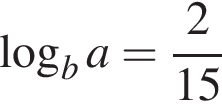 log_b a = 2/15